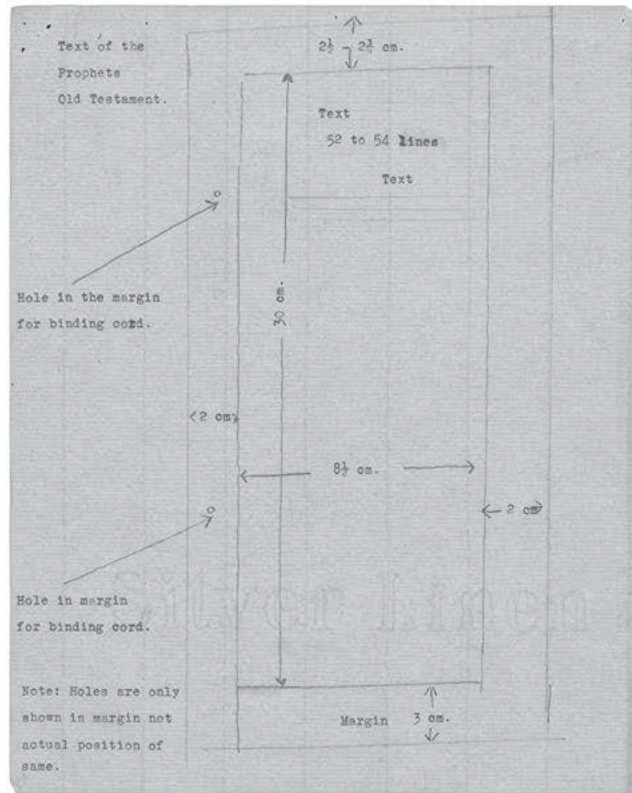 Text of the
Prophets
Old Testament.
2½ - 2¾ cm.
Text
52 to 54 lines
Text
Hole in the margin
for binding cord.
30 cm.
2 cm
8½ cm.
2 cm
Hole in margin
for binding cord.
Note: Holes are only
shown in margin not
actual position of
same.
Margin 3 cm.